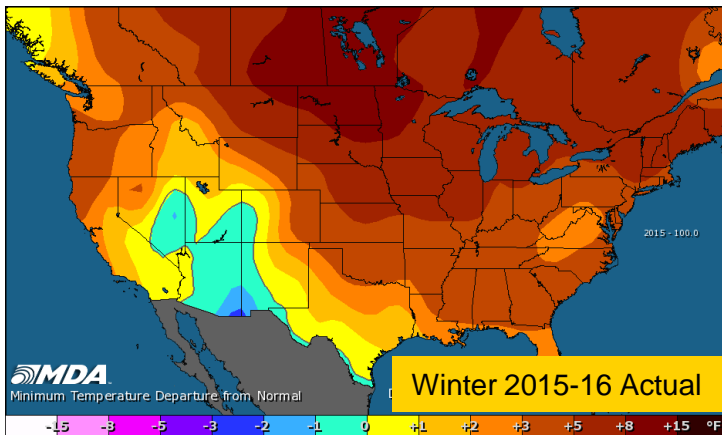 2015 - 100.0
MDA
Minimum Temperature Departure from Normal
D
Winter 2015-16 Actual
-15 -8 -5 -3 -2 -1 0 +1 +2 +3 +5 +8 +15 °F